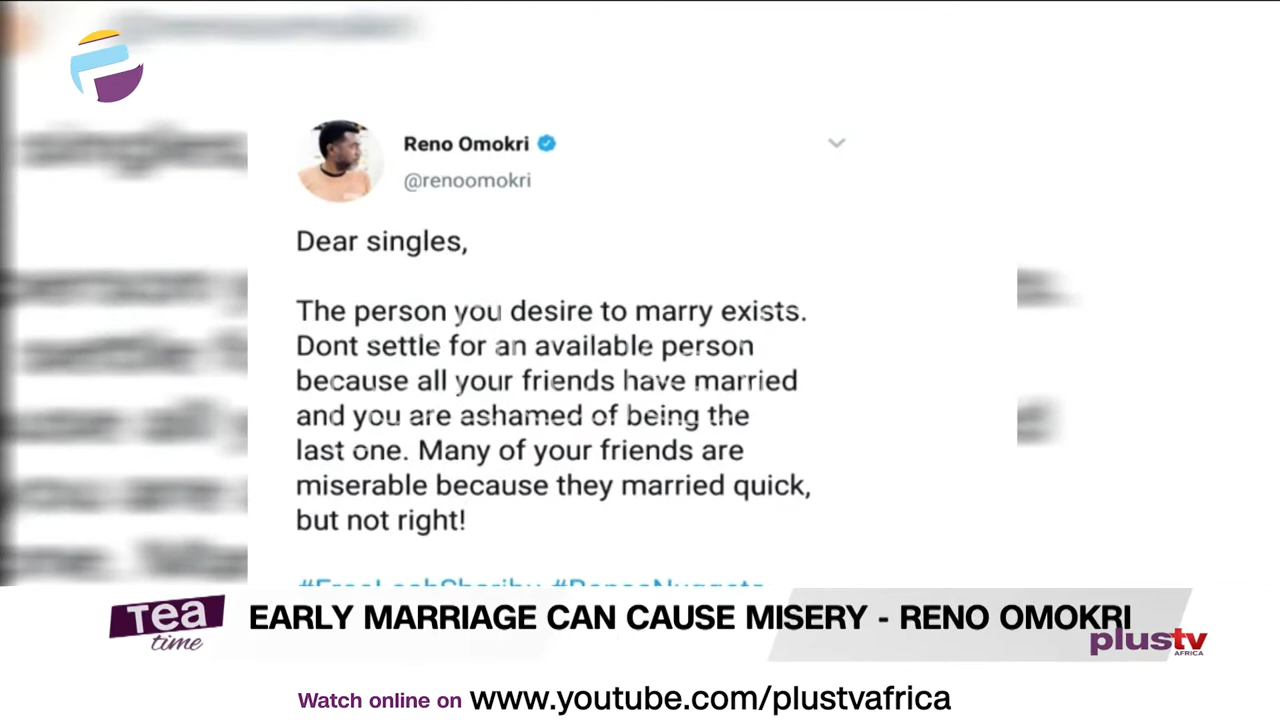 Reno Omokri
@renoomokri
Dear singles,
The person you desire to marry exists.
Dont settle for an available person
because all your friends have married
and you are ashamed of being the
last one. Many of your friends are
miserable because they married quick,
but not right!
Tea
time
EARLY MARRIAGE CAN CAUSE MISERY - RENO OMOKRI
plustv
AFRICA
Watch online on www.youtube.com/plustvafrica